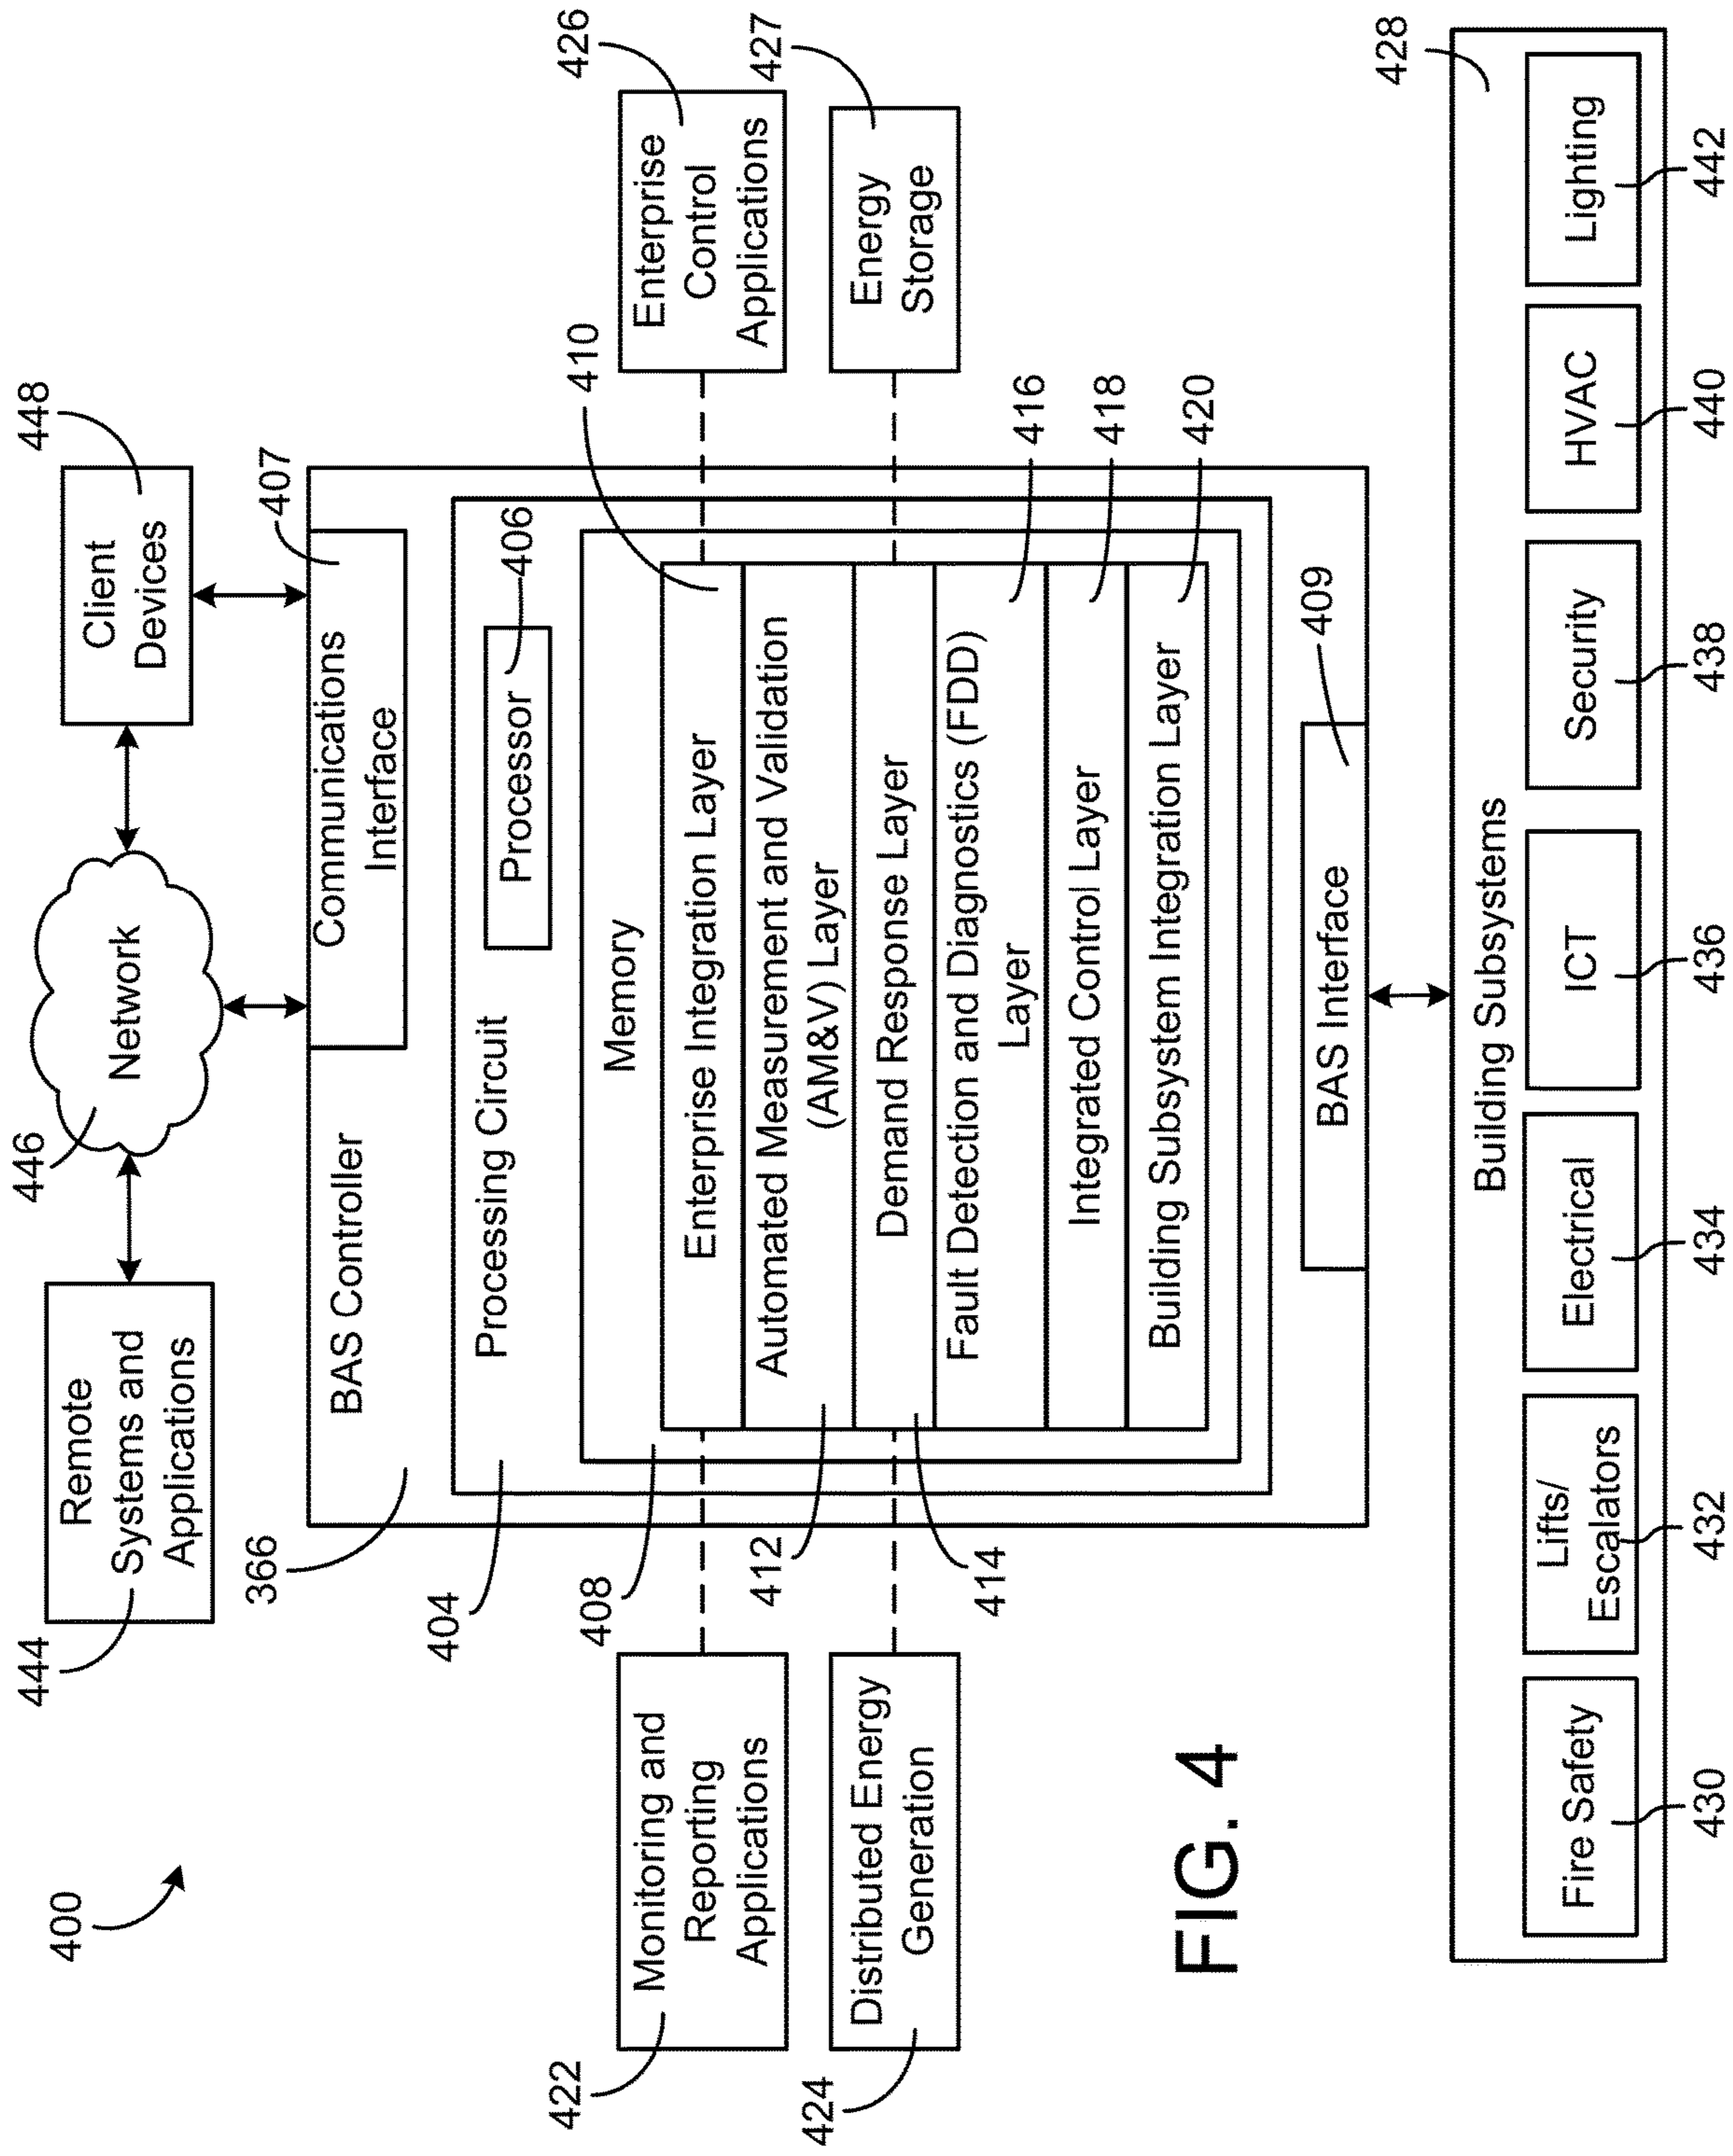 400
444
Remote
Systems and
Applications
446
Network
448
Client
Devices
366
BAS Controller
407
Communications
Interface
404
Processing Circuit
Processor
406
408
Memory
410
Enterprise Integration Layer
412
Automated Measurement and Validation
(AM&V) Layer
414
Demand Response Layer
416
Fault Detection and Diagnostics (FDD)
Layer
418
Integrated Control Layer
420
Building Subsystem Integration Layer
409
BAS Interface
422
Monitoring and
Reporting
Applications
424
Distributed Energy
Generation
426
Enterprise
Control
Applications
427
Energy
Storage
FIG. 4
428
Building Subsystems
Fire Safety
Lifts/
Escalators
Electrical
ICT
Security
HVAC
Lighting
430
432
434
436
438
440
442